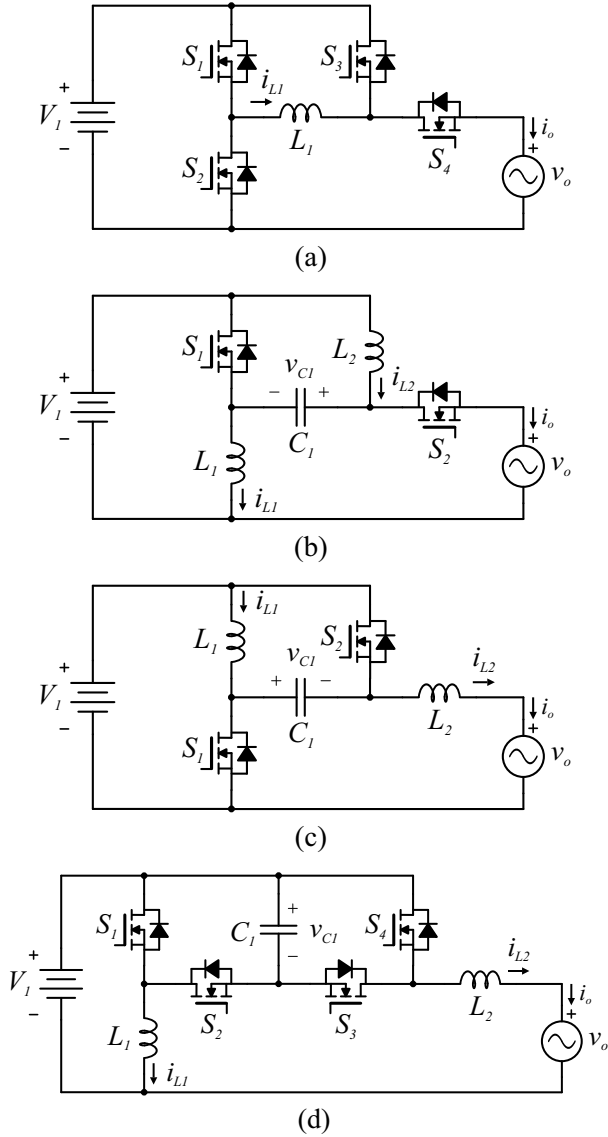 S1 S3
iL1
V1 + −
L1
S2 S4
io
+
vo
(a)
S1 L2
vC1
V1 + −
− +
iL2
C1 S2
io
+
vo
L1
iL1
(b)
iL1
L1 S2
vC1
V1 + −
+ −
iL2
C1 L2
io
+
vo
S1
(c)
S1 C1 + vC1 − S4
iL2
V1 + −
S2 S3 L2
io
+
vo
L1
iL1
(d)